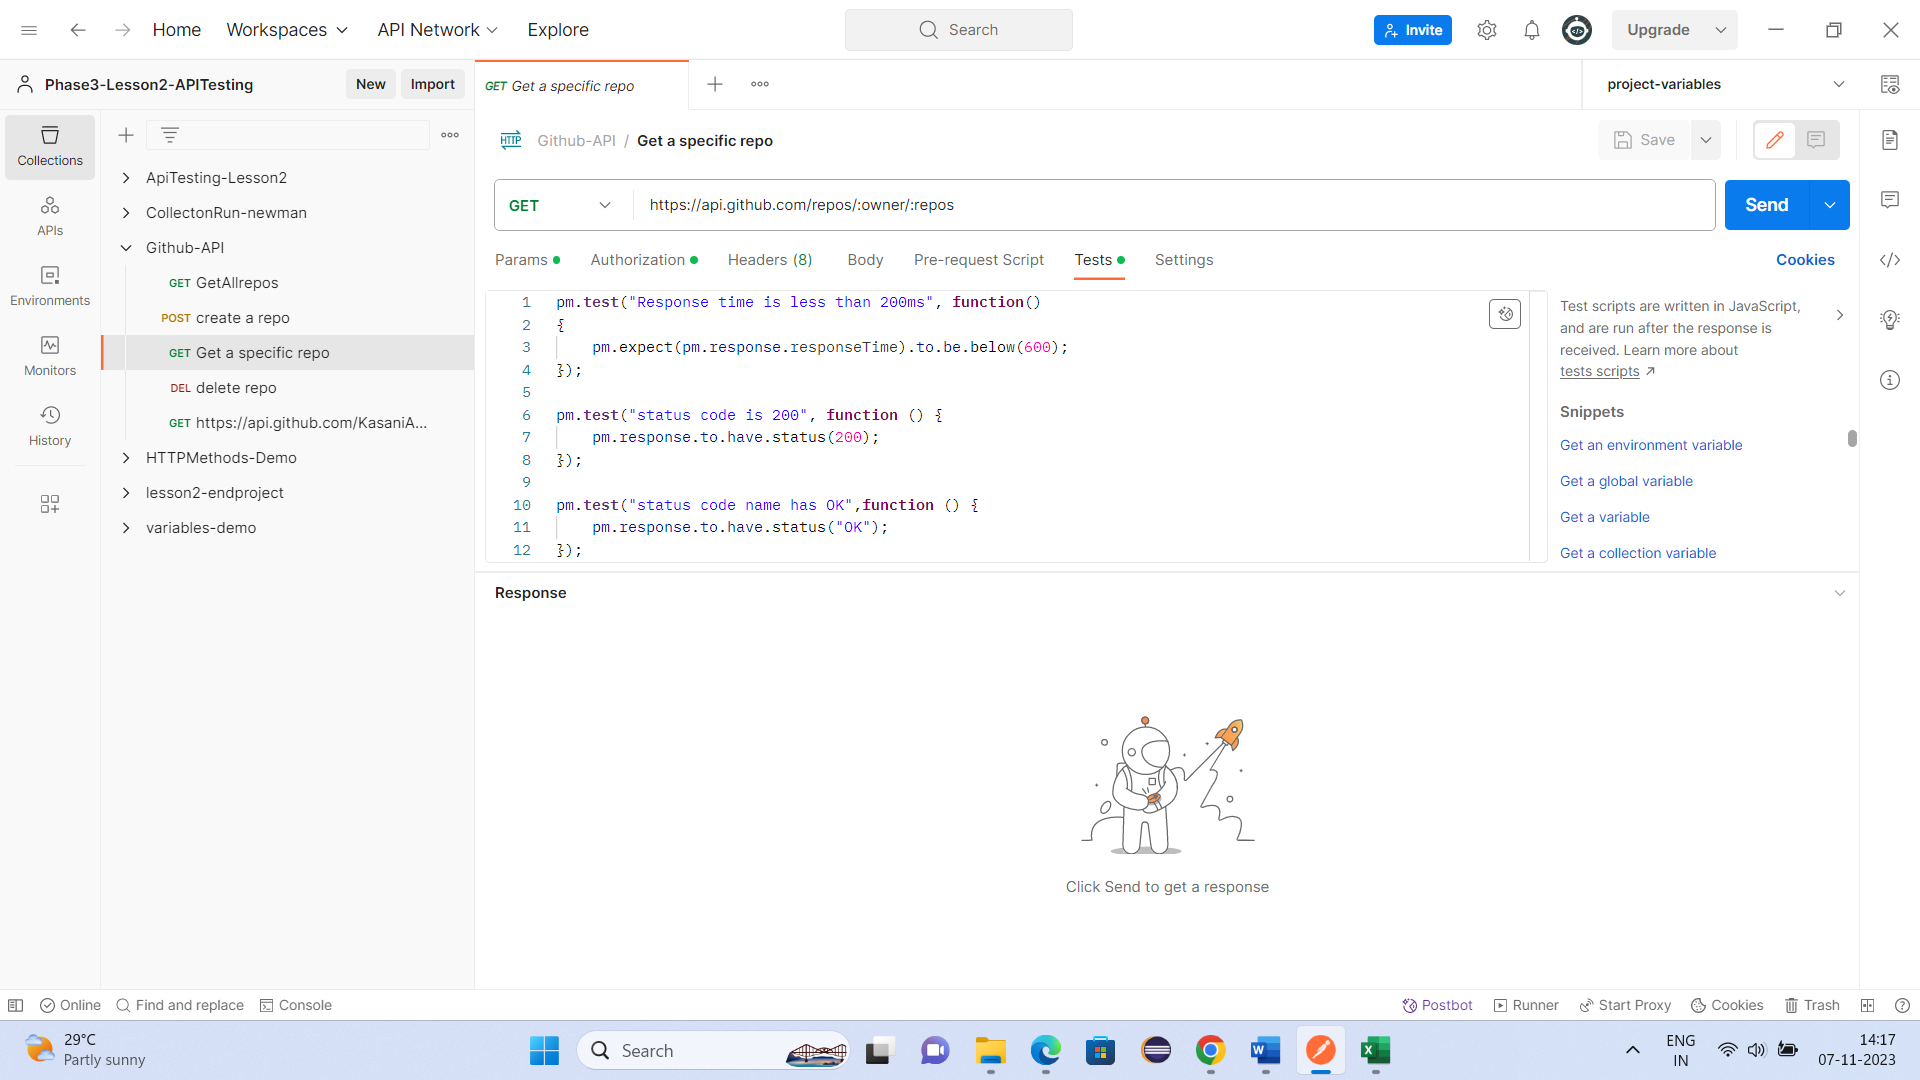 Home Workspaces API Network Explore Search Invite Upgrade
Phase3-Lesson2-APITesting New Import GET Get a specific repo project-variables
Collections
APIs
Environments
Monitors
History
ApiTesting-Lesson2
CollectonRun-newman
Github-API
GET GetAllrepos
POST create a repo
GET Get a specific repo
DEL delete repo
GET https://api.github.com/KasaniA...
HTTPMethods-Demo
lesson2-endproject
variables-demo
HTTP Github-API / Get a specific repo Save
GET https://api.github.com/repos/:owner/:repos Send
Params Authorization Headers (8) Body Pre-request Script Tests Settings Cookies
1 pm.test("Response time is less than 200ms", function()
2 {
3 pm.expect(pm.response.responseTime).to.be.below(600);
4 });
5
6 pm.test("status code is 200", function () {
7 pm.response.to.have.status(200);
8 });
9
10 pm.test("status code name has OK",function () {
11 pm.response.to.have.status("OK");
12 });
Test scripts are written in JavaScript,
and are run after the response is
received. Learn more about
tests scripts
Snippets
Get an environment variable
Get a global variable
Get a variable
Get a collection variable
Response
Click Send to get a response
Online Find and replace Console Postbot Runner Start Proxy Cookies Trash
29°C
Partly sunny
Search
ENG
IN
14:17
07-11-2023